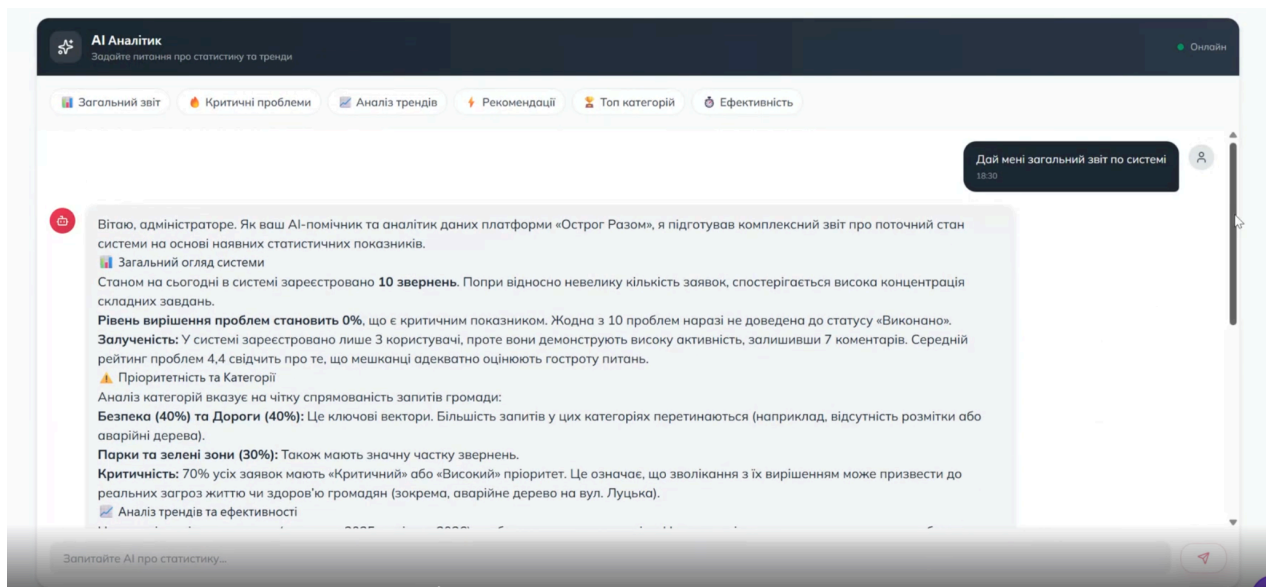 AI Аналітик
Задайте питання про статистику та тренди
Онлайн
Загальний звіт
Критичні проблеми
Аналіз трендів
Рекомендації
Топ категорій
Ефективність
Дай мені загальний звіт по системі
18:30
Вітаю, адміністраторе. Як ваш AI-помічник та аналітик даних платформи «Острог Разом», я підготував комплексний звіт про поточний стан
системи на основі наявних статистичних показників.
Загальний огляд системи
Станом на сьогодні в системі зареєстровано 10 звернень. Попри відносно невелику кількість заявок, спостерігається висока концентрація
складних завдань.
Рівень вирішення проблем становить 0%, що є критичним показником. Жодна з 10 проблем наразі не доведена до статусу «Виконано».
Залученість: У системі зареєстровано лише 3 користувачі, проте вони демонструють високу активність, залишивши 7 коментарів. Середній
рейтинг проблем 4,4 свідчить про те, що мешканці адекватно оцінюють гостроту питань.
Пріоритетність та Категорії
Аналіз категорій вказує на чітку спрямованість запитів громади:
Безпека (40%) та Дороги (40%): Це ключові вектори. Більшість запитів у цих категоріях перетинаються (наприклад, відсутність розмітки або
аварійні дерева).
Парки та зелені зони (30%): Також мають значну частку звернень.
Критичність: 70% усіх заявок мають «Критичний» або «Високий» пріоритет. Це означає, що зволікання з їх вирішенням може призвести до
реальних загроз життю чи здоров'ю громадян (зокрема, аварійне дерево на вул. Луцька).
Аналіз трендів та ефективності
Запитайте AI про статистику...